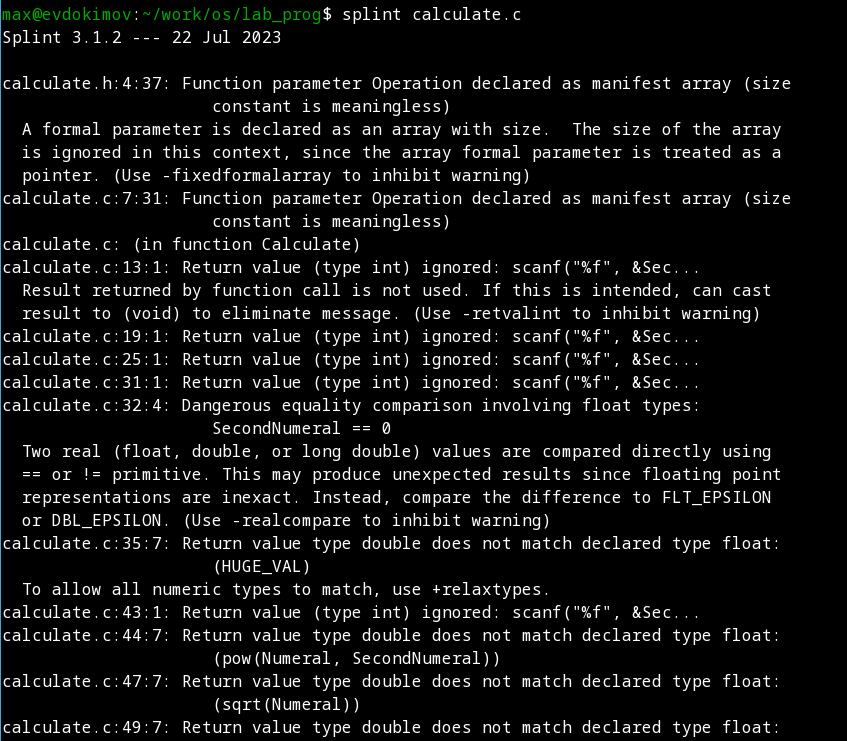 max@evdokimov:~/work/os/lab_prog$ splint calculate.c
Splint 3.1.2 --- 22 Jul 2023

calculate.h:4:37: Function parameter Operation declared as manifest array (size
                     constant is meaningless)
  A formal parameter is declared as an array with size.  The size of the array
  is ignored in this context, since the array formal parameter is treated as a
  pointer. (Use -fixedformalarray to inhibit warning)
calculate.c:7:31: Function parameter Operation declared as manifest array (size
                     constant is meaningless)
calculate.c: (in function Calculate)
calculate.c:13:1: Return value (type int) ignored: scanf("%f", &Sec...
  Result returned by function call is not used. If this is intended, can cast
  result to (void) to eliminate message. (Use -retvalint to inhibit warning)
calculate.c:19:1: Return value (type int) ignored: scanf("%f", &Sec...
calculate.c:25:1: Return value (type int) ignored: scanf("%f", &Sec...
calculate.c:31:1: Return value (type int) ignored: scanf("%f", &Sec...
calculate.c:32:4: Dangerous equality comparison involving float types:
                     SecondNumeral == 0
  Two real (float, double, or long double) values are compared directly using
  == or != primitive. This may produce unexpected results since floating point
  representations are inexact. Instead, compare the difference to FLT_EPSILON
  or DBL_EPSILON. (Use -realcompare to inhibit warning)
calculate.c:35:7: Return value type double does not match declared type float:
                     (HUGE_VAL)
  To allow all numeric types to match, use +relaxtypes.
calculate.c:43:1: Return value (type int) ignored: scanf("%f", &Sec...
calculate.c:44:7: Return value type double does not match declared type float:
                     (pow(Numeral, SecondNumeral))
calculate.c:47:7: Return value type double does not match declared type float:
                     (sqrt(Numeral))
calculate.c:49:7: Return value type double does not match declared type float: